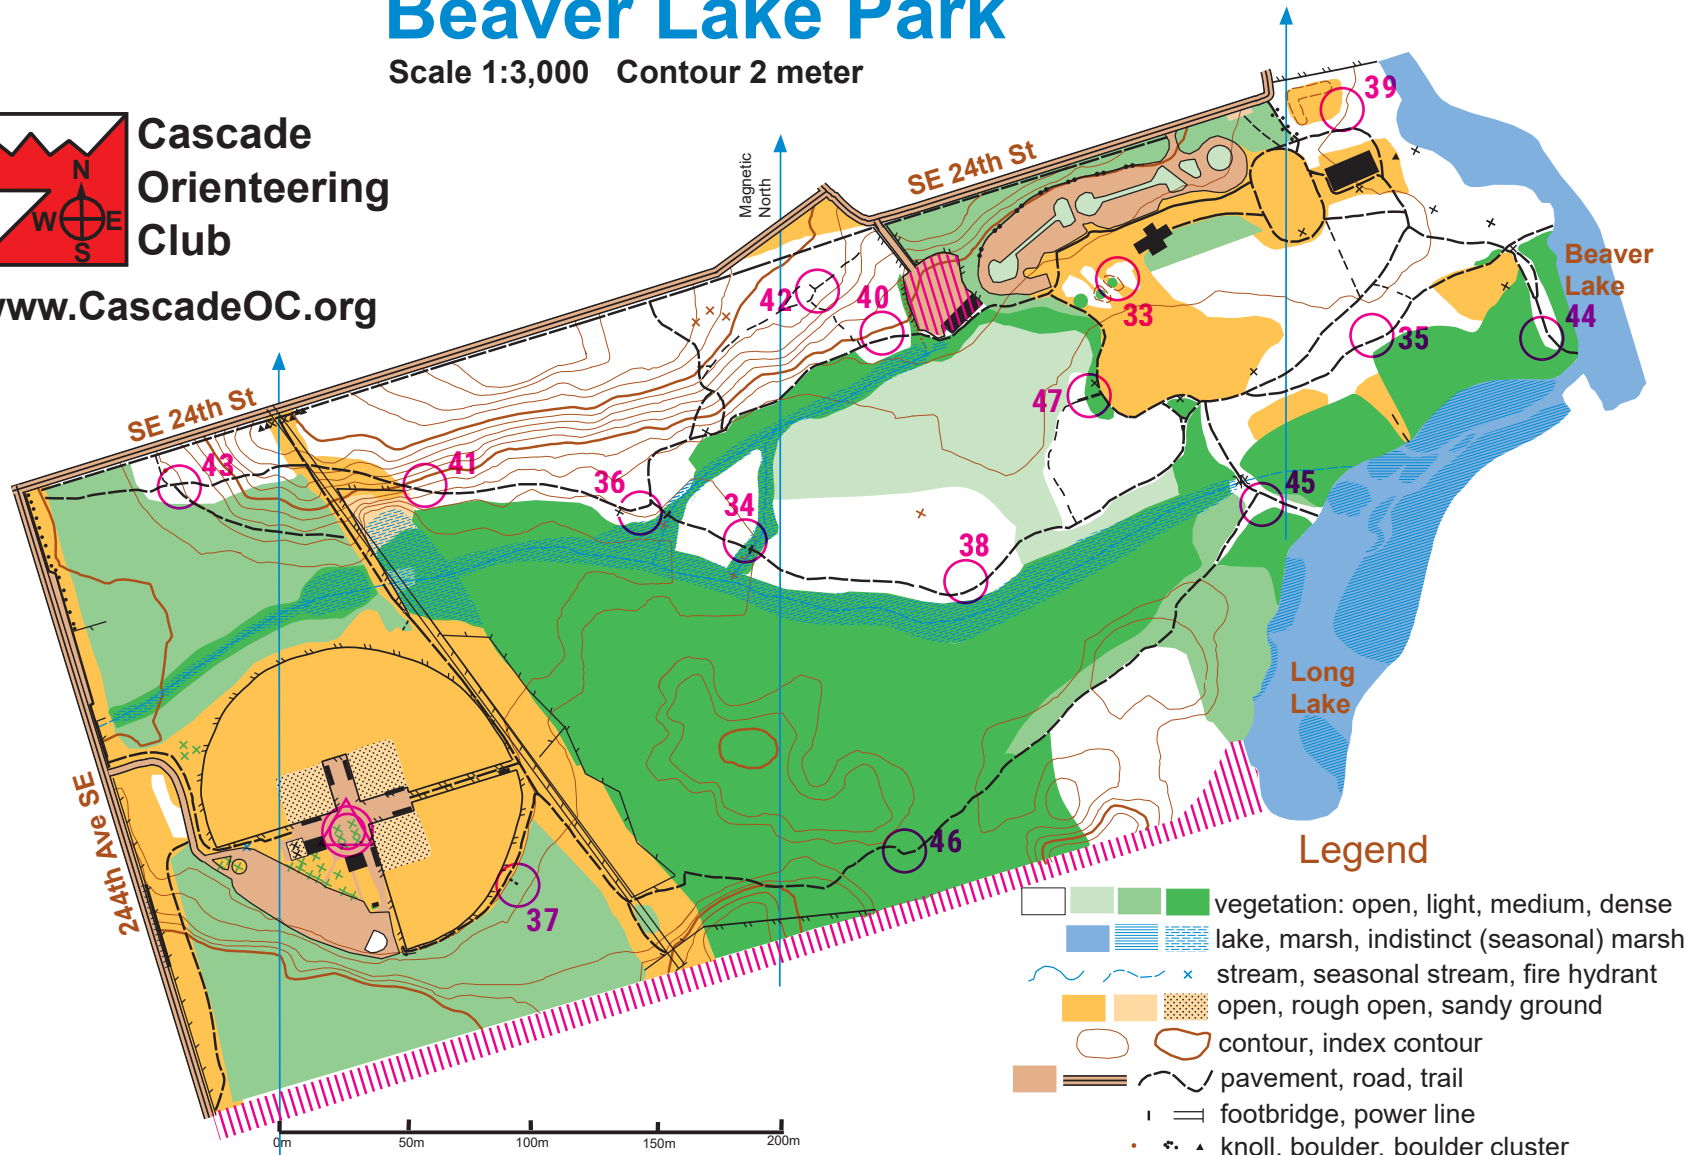 Beaver Lake Park
Scale 1:3,000 Contour 2 meter
Cascade
Orienteering
Club
N
W E
S
www.CascadeOC.org
Magnetic
North
SE 24th St
SE 24th St
244th Ave SE
Beaver
Lake
Long
Lake
39
42
40
33
35
44
47
43
41
36
34
45
38
46
37
Legend
vegetation: open, light, medium, dense
lake, marsh, indistinct (seasonal) marsh
stream, seasonal stream, fire hydrant
open, rough open, sandy ground
contour, index contour
pavement, road, trail
footbridge, power line
knoll, boulder, boulder cluster
0m 50m 100m 150m 200m